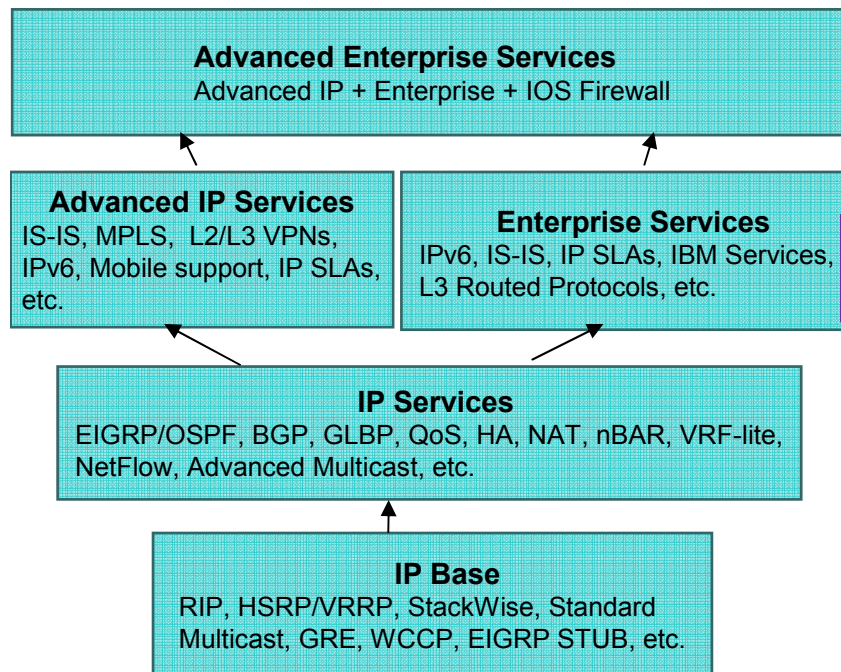 Advanced Enterprise Services
Advanced IP + Enterprise + IOS Firewall
Advanced IP Services
IS-IS, MPLS, L2/L3 VPNs,
IPv6, Mobile support, IP SLAs,
etc.
Enterprise Services
IPv6, IS-IS, IP SLAs, IBM Services,
L3 Routed Protocols, etc.
IP Services
EIGRP/OSPF, BGP, GLBP, QoS, HA, NAT, nBAR, VRF-lite,
NetFlow, Advanced Multicast, etc.
IP Base
RIP, HSRP/VRRP, StackWise, Standard
Multicast, GRE, WCCP, EIGRP STUB, etc.